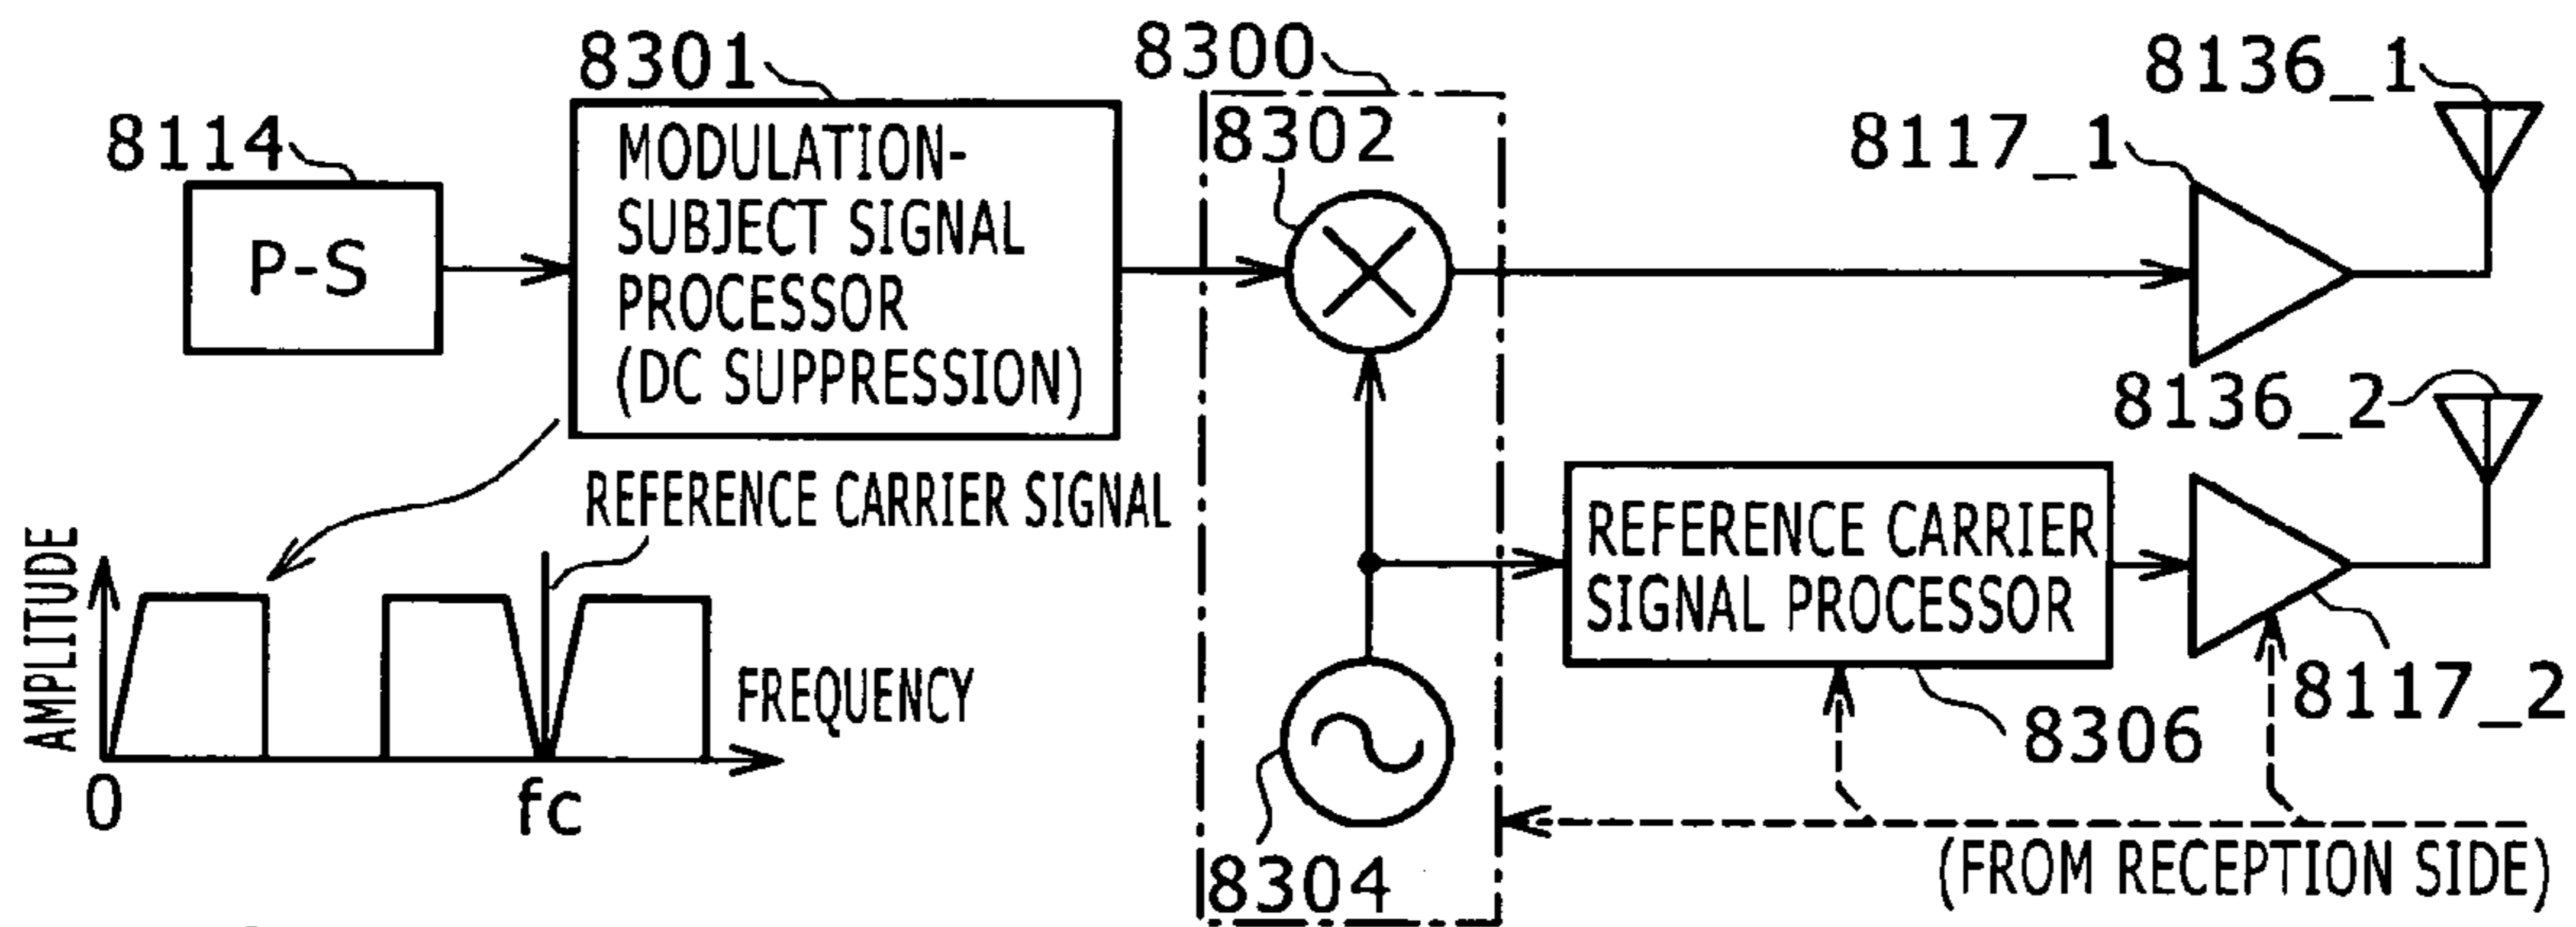 8301
8300
8136_1
8114
8302
8117_1
MODULATION-
SUBJECT SIGNAL
PROCESSOR
(DC SUPPRESSION)
P-S
8136_2
REFERENCE CARRIER SIGNAL
REFERENCE CARRIER
SIGNAL PROCESSOR
AMPLITUDE
FREQUENCY
8117_2
8306
0
fc
8304
(FROM RECEPTION SIDE)